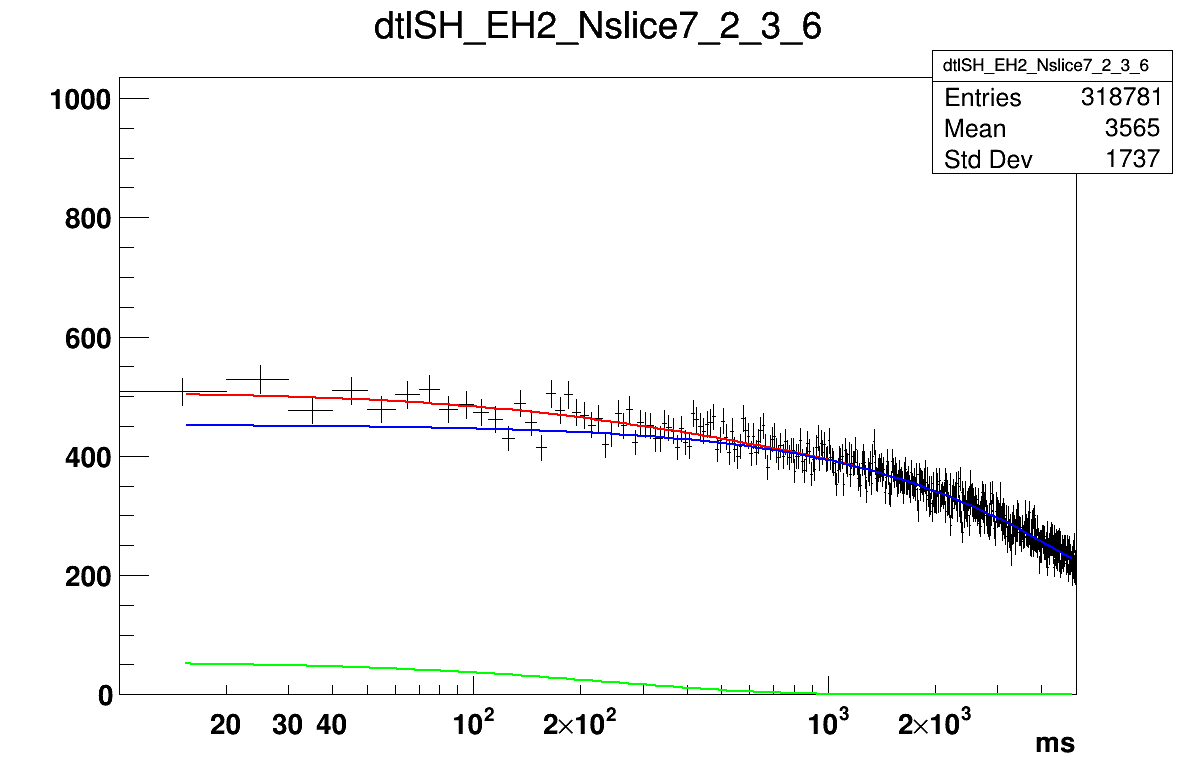 dtlSH_EH2_Nslice7_2_3_6
dtlSH_EH2_Nslice7_2_3_6
Entries 318781
Mean 3565
Std Dev 1737
1000
800
600
400
200
0
20 30 40 10² 2×10² 10³ 2×10³
ms